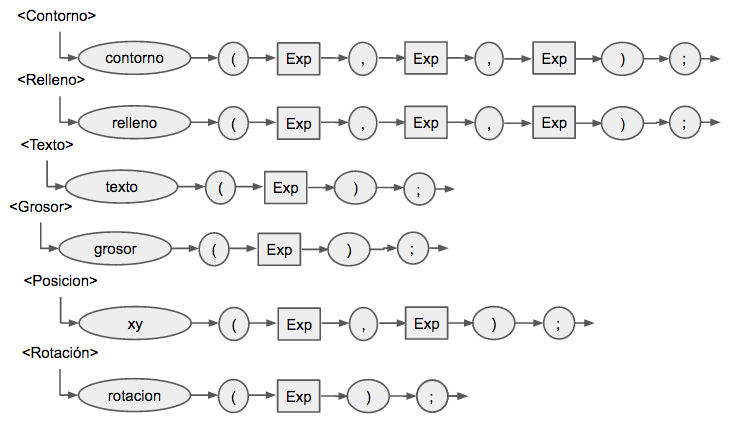 <Contorno>
contorno ( Exp , Exp , Exp ) ;
<Relleno>
relleno ( Exp , Exp , Exp ) ;
<Texto>
texto ( Exp ) ;
<Grosor>
grosor ( Exp ) ;
<Posicion>
xy ( Exp , Exp ) ;
<Rotación>
rotacion ( Exp ) ;